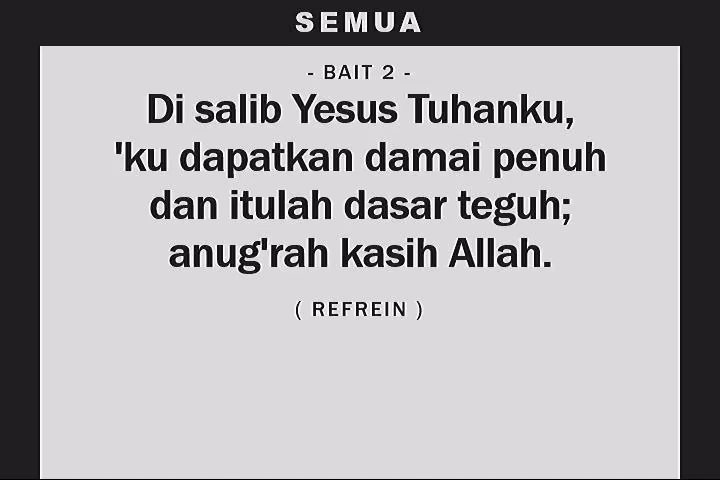 SEMUA
- BAIT 2 -
Di salib Yesus Tuhanku,
'ku dapatkan damai penuh
dan itulah dasar teguh;
anug'rah kasih Allah.
( REFREIN )